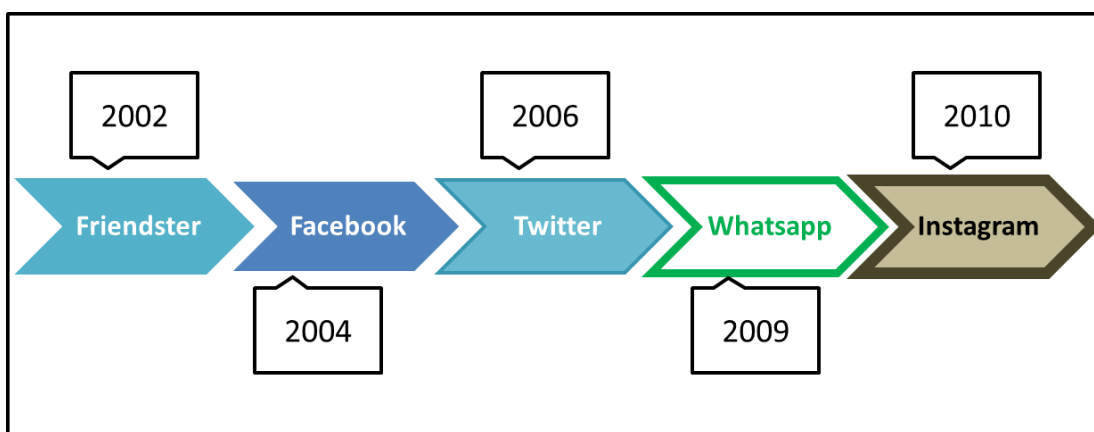 2002
2006
2010
Friendster
Facebook
Twitter
Whatsapp
Instagram
2004
2009